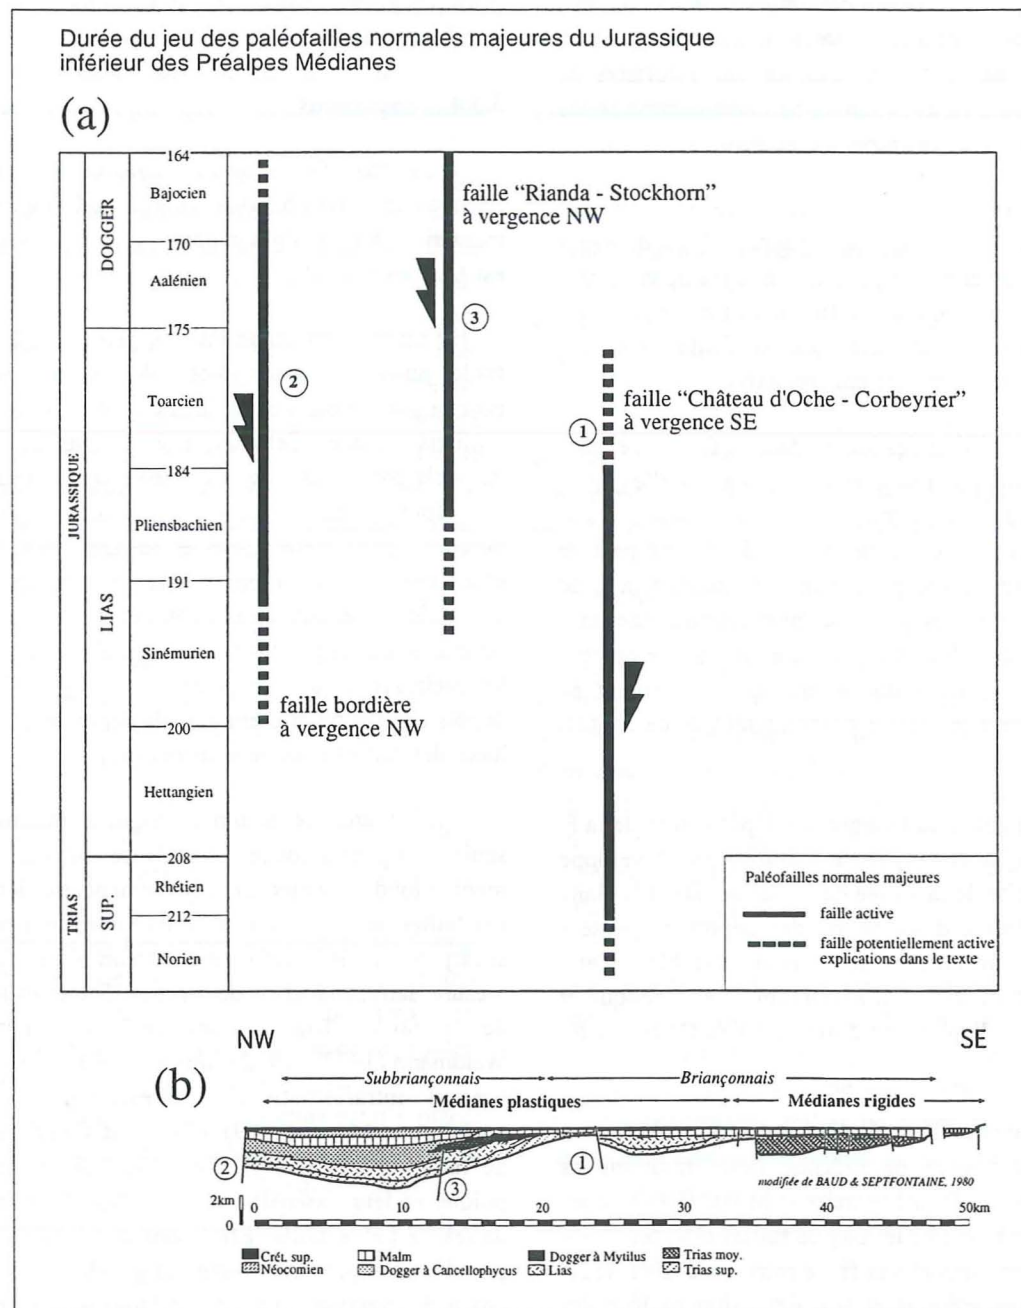 Durée du jeu des paléofailles normales majeures du Jurassique
inférieur des Préalpes Médianes
(a)
JURASSIQUE
TRIAS
DOGGER
LIAS
SUP.
164
Bajocien
170
Aalénien
175
Toarcien
184
Pliensbachien
191
Sinémurien
200
Hettangien
208
Rhétien
212
Norien
2
faille bordière
à vergence NW
faille "Rianda - Stockhorn"
à vergence NW
3
faille "Château d'Oche - Corbeyrier"
à vergence SE
1
Paléofailles normales majeures
faille active
faille potentiellement active
explications dans le texte
NW
SE
(b)
Subbriançonnais
Briançonnais
Médianes plastiques
Médianes rigides
2
3
1
modifiée de BAUD & SEPTFONTAINE, 1980
2km
0
0
10
20
30
40
50km
Crét. sup.
Malm
Dogger à Mytilus
Trias moy.
Néocomien
Dogger à Cancellophycus
Lias
Trias sup.